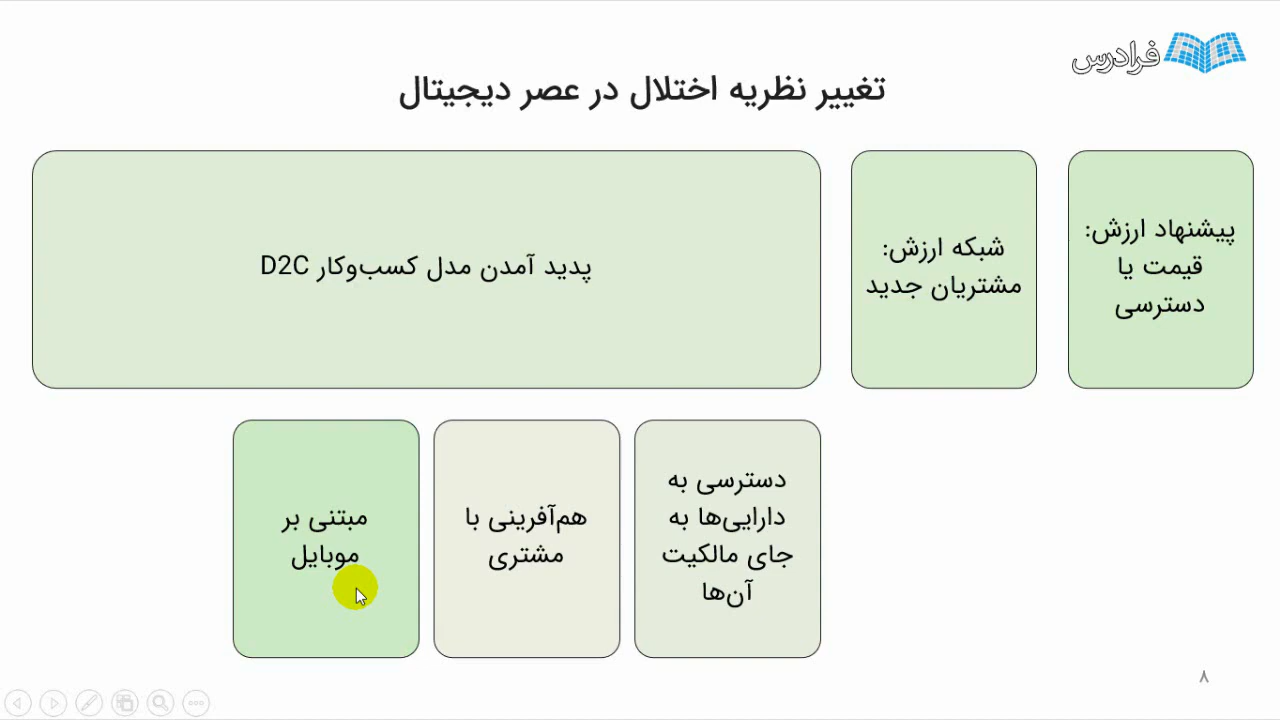 فرادرس
تغییر نظریه اختلال در عصر دیجیتال
پیشنهاد ارزش:
قیمت یا
دسترسی
شبکه ارزش:
مشتریان جدید
پدید آمدن مدل کسب‌وکار D2C
دسترسی به
دارایی‌ها به
جای مالکیت
آن‌ها
هم‌آفرینی با
مشتری
مبتنی بر
موبایل
۸